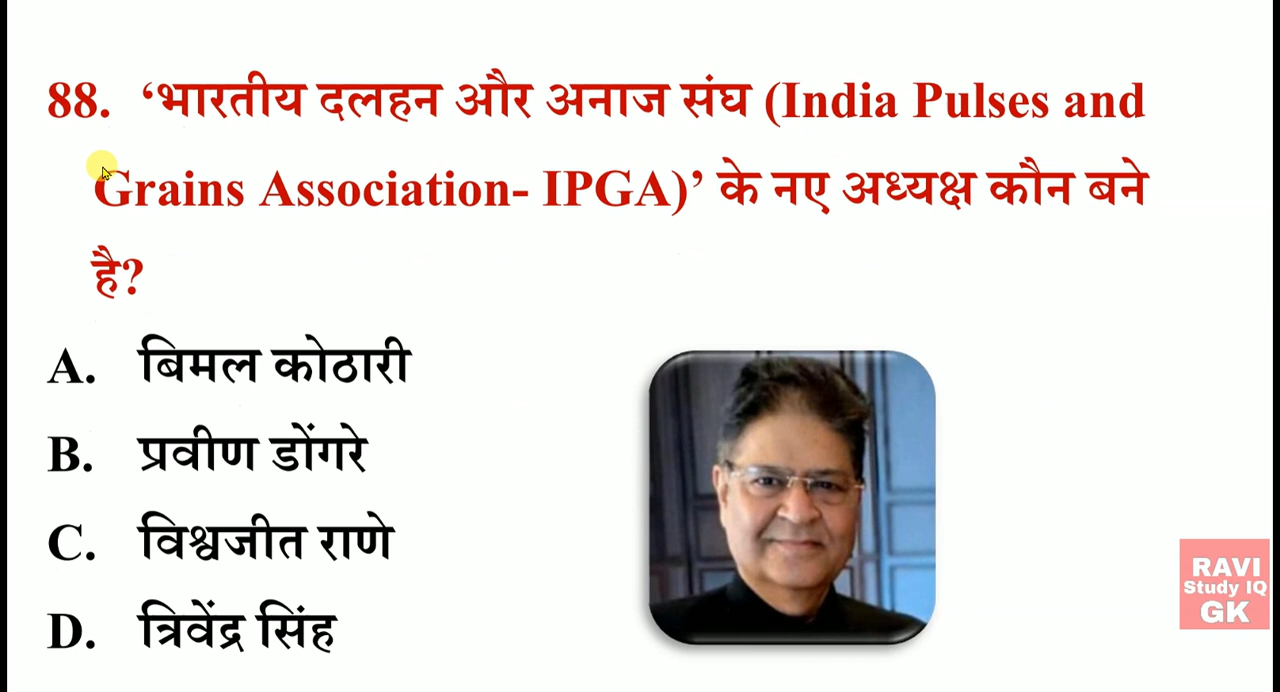 88. ‘भारतीय दलहन और अनाज संघ (India Pulses and
Grains Association- IPGA)’ के नए अध्यक्ष कौन बने
है?
A. बिमल कोठारी
B. प्रवीण डोंगरे
C. विश्वजीत राणे
D. त्रिवेंद्र सिंह
RAVI
Study IQ
GK